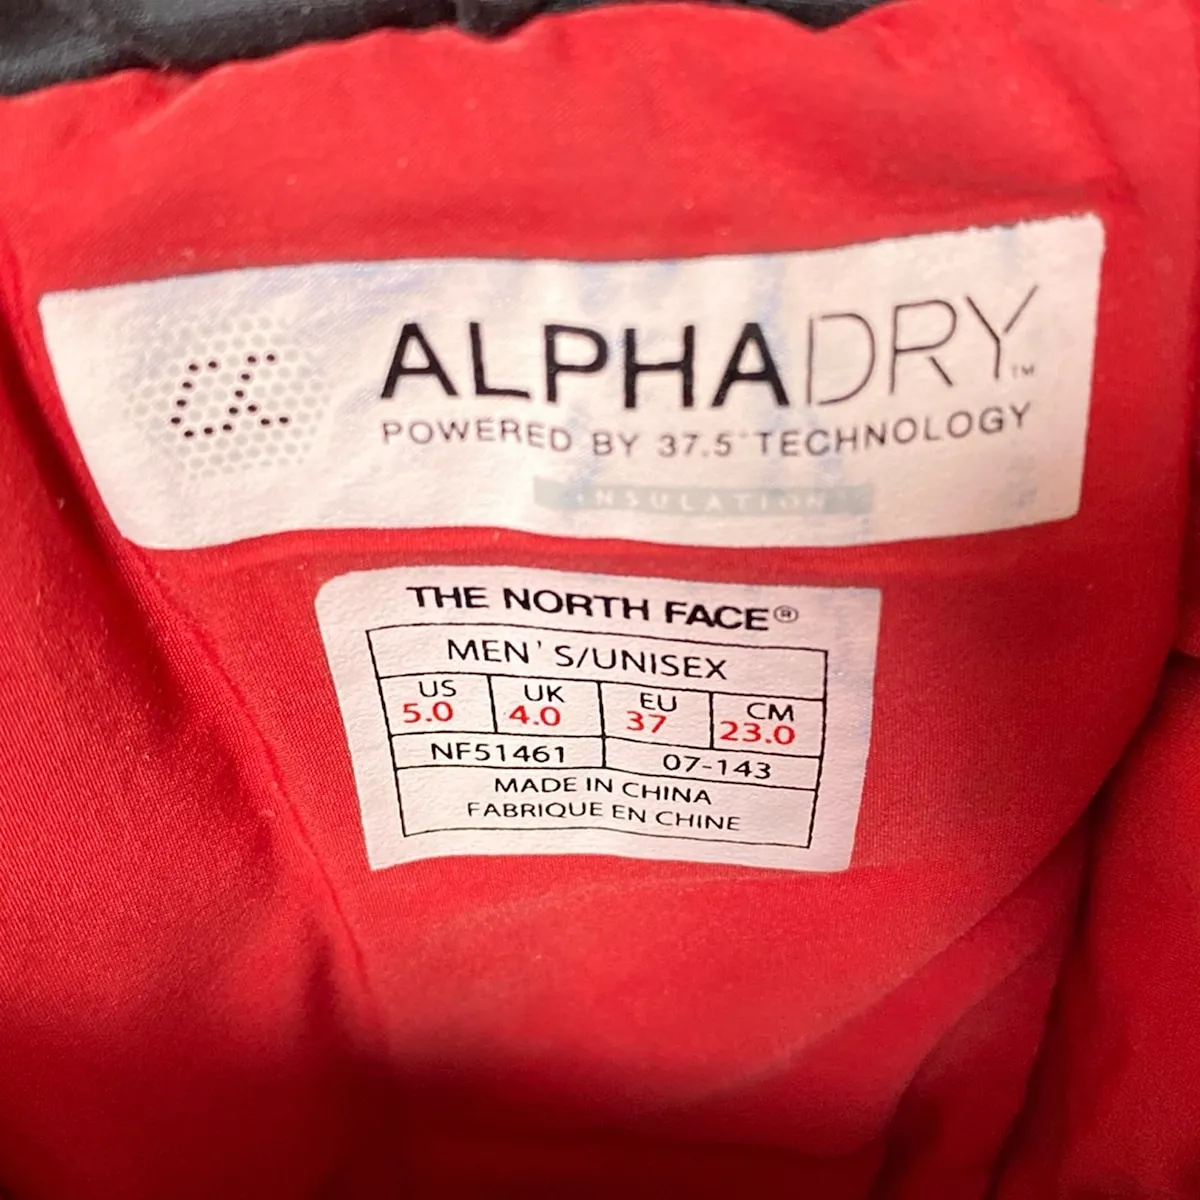 ALPHADRY™
POWERED BY 37.5° TECHNOLOGY
INSULATION
THE NORTH FACE®
MEN'S/UNISEX
US UK EU CM
5.0 4.0 37 23.0
NF51461 07-143
MADE IN CHINA
FABRIQUE EN CHINE